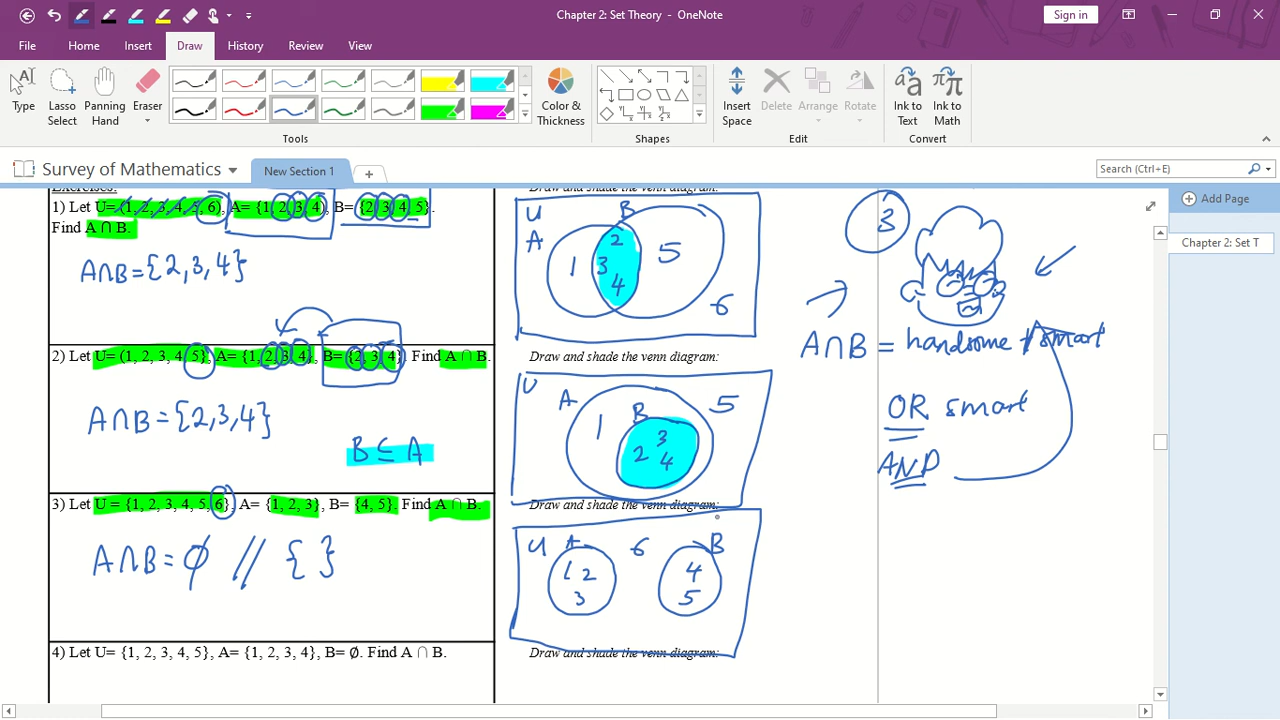 Chapter 2: Set Theory - OneNote
Sign in
File Home Insert Draw History Review View
Type
Lasso Select
Panning Hand
Eraser
Color & Thickness
Insert Space
Delete
Arrange
Rotate
Ink to Text
Ink to Math
Tools
Shapes
Edit
Convert
Survey of Mathematics
New Section 1
Search (Ctrl+E)
Add Page
Chapter 2: Set T
Exercises:
Draw and shade the venn diagram:
1) Let U= (1, 2, 3, 4, 5, 6}, A= {1, 2, 3, 4}, B= {2, 3, 4, 5}.
Find A ∩ B.
A∩B={2,3,4}
U
A
B
1
2
3
4
5
6
2) Let U= (1, 2, 3, 4, 5}, A= {1, 2, 3, 4}, B= {2, 3, 4}. Find A ∩ B.
Draw and shade the venn diagram:
A∩B={2,3,4}
B ⊆ A
U
A
B
1
2
3
4
5
3) Let U = {1, 2, 3, 4, 5, 6}, A= {1, 2, 3}, B= {4, 5}. Find A ∩ B.
Draw and shade the venn diagram:
A∩B= ∅ // { }
U
A
6
B
1 2
3
4
5
4) Let U= {1, 2, 3, 4, 5}, A= {1, 2, 3, 4}, B= ∅. Find A ∩ B.
Draw and shade the venn diagram:
3
A∩B = handsome + smart
OR smart
AND